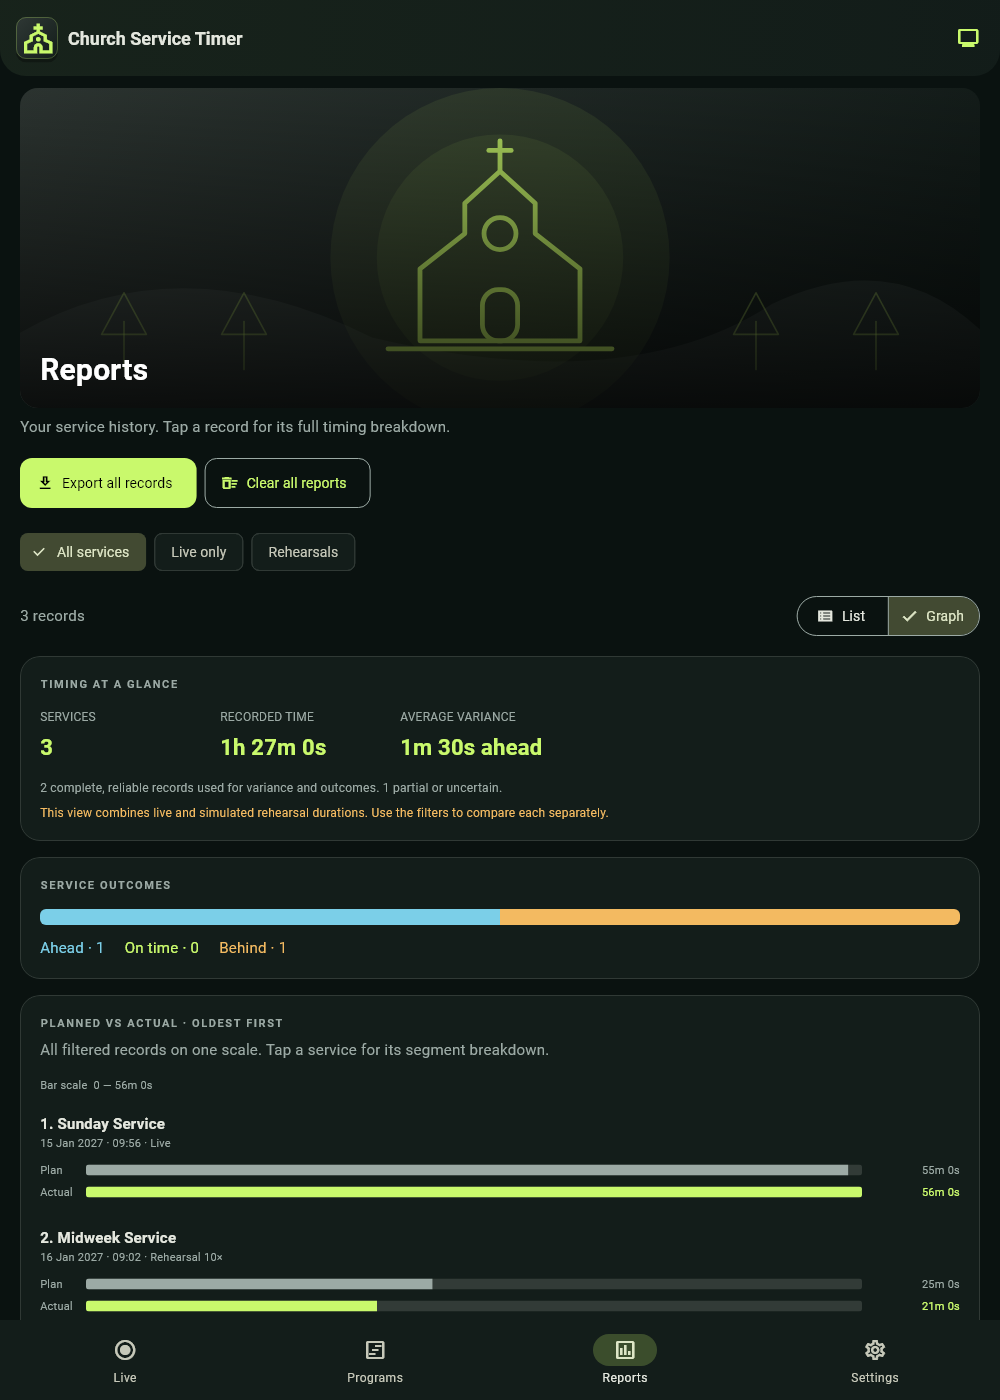 Church Service Timer
Reports
Your service history. Tap a record for its full timing breakdown.
Export all records
Clear all reports
All services
Live only
Rehearsals
3 records
List
Graph
TIMING AT A GLANCE
SERVICES
RECORDED TIME
AVERAGE VARIANCE
3
1h 27m 0s
1m 30s ahead
2 complete, reliable records used for variance and outcomes. 1 partial or uncertain.
This view combines live and simulated rehearsal durations. Use the filters to compare each separately.
SERVICE OUTCOMES
Ahead · 1
On time · 0
Behind · 1
PLANNED VS ACTUAL · OLDEST FIRST
All filtered records on one scale. Tap a service for its segment breakdown.
Bar scale 0 — 56m 0s
1. Sunday Service
15 Jan 2027 · 09:56 · Live
Plan
55m 0s
Actual
56m 0s
2. Midweek Service
16 Jan 2027 · 09:02 · Rehearsal 10×
Plan
25m 0s
Actual
21m 0s
Live
Programs
Reports
Settings